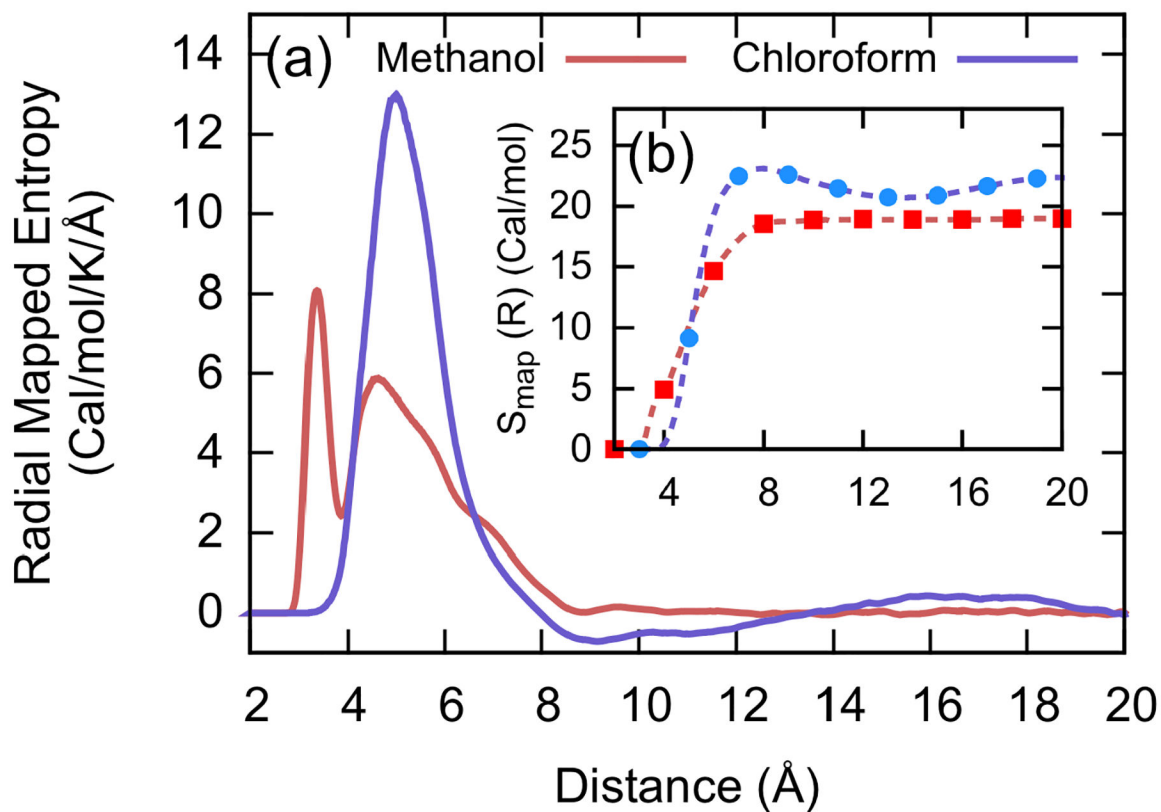 (a) Methanol Chloroform
Radial Mapped Entropy
(Cal/mol/K/Å)
14
12
10
8
6
4
2
0
2 4 6 8 10 12 14 16 18 20
Distance (Å)
(b)
S_map (R) (Cal/mol)
25
20
15
10
5
0
4 8 12 16 20